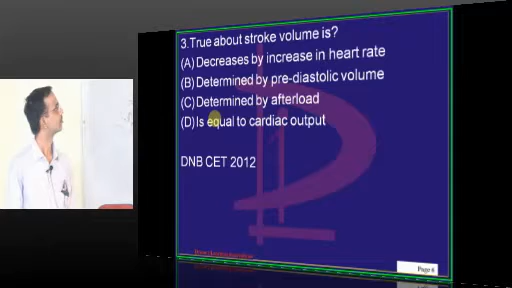 3.True about stroke volume is?
(A) Decreases by increase in heart rate
(B) Determined by pre-diastolic volume
(C) Determined by afterload
(D) Is equal to cardiac output
DNB CET 2012
Page 6